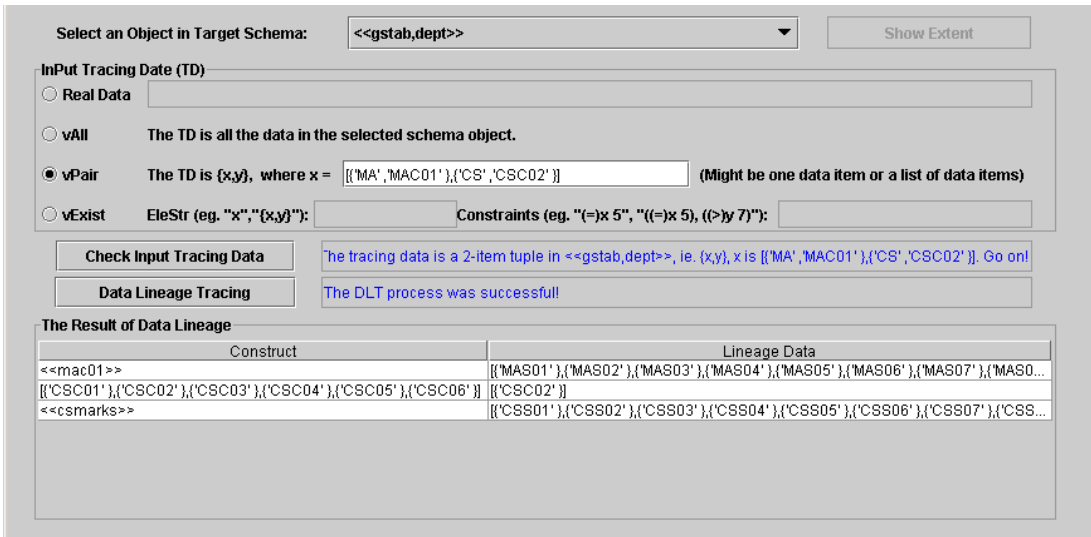 Select an Object in Target Schema: <<gstab,dept>> Show Extent
InPut Tracing Date (TD)
Real Data
vAll The TD is all the data in the selected schema object.
vPair The TD is {x,y}, where x = [{'MA','MAC01' },{'CS','CSC02' }] (Might be one data item or a list of data items)
vExist EleStr (eg. "x","{x,y}"): Constraints (eg. "(=)x 5", "((=)x 5), ((>)y 7)"):
Check Input Tracing Data The tracing data is a 2-item tuple in <<gstab,dept>>, ie. {x,y}, x is [{'MA','MAC01' },{'CS','CSC02' }]. Go on!
Data Lineage Tracing The DLT process was successful!
The Result of Data Lineage
Construct Lineage Data
<<mac01>> [{'MAS01' },{'MAS02' },{'MAS03' },{'MAS04' },{'MAS05' },{'MAS06' },{'MAS07' },{'MAS0...
[{'CSC01' },{'CSC02' },{'CSC03' },{'CSC04' },{'CSC05' },{'CSC06' }] [{'CSC02' }]
<<csmarks>> [{'CSS01' },{'CSS02' },{'CSS03' },{'CSS04' },{'CSS05' },{'CSS06' },{'CSS07' },{'CSS...